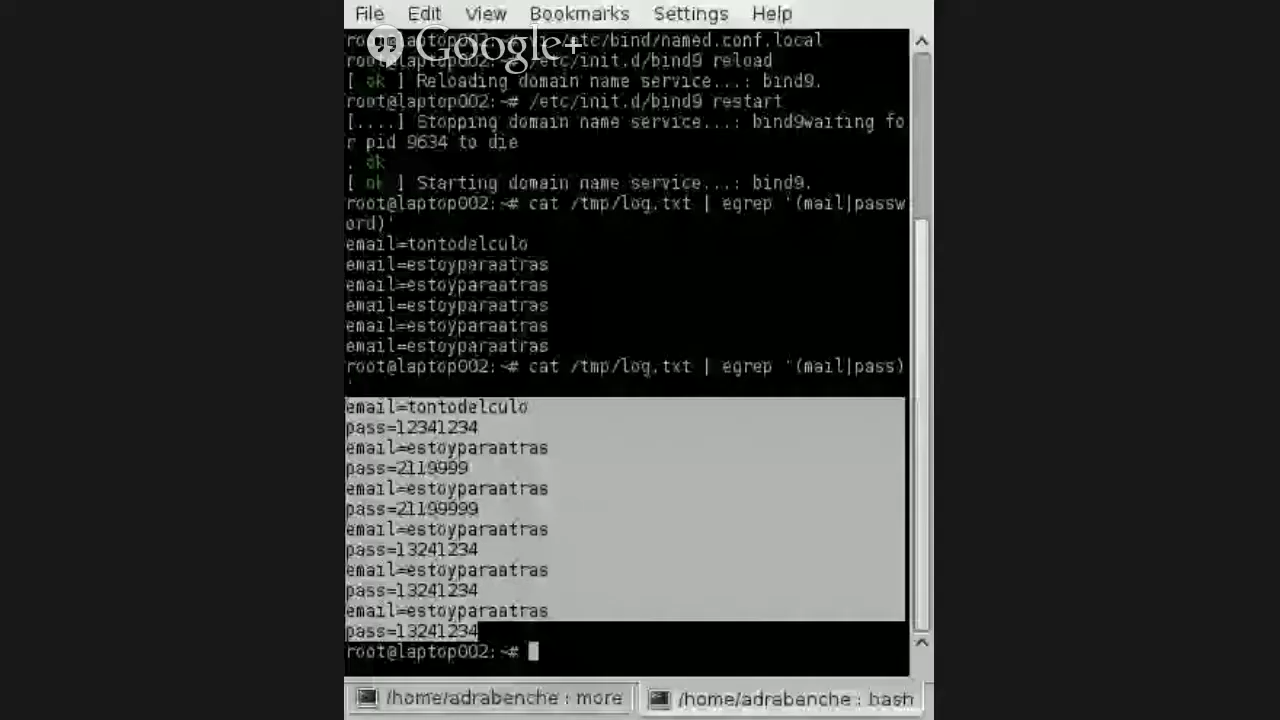 File Edit View Bookmarks Settings Help
Google+
/etc/bind/named.conf.local
/etc/init.d/bind9 reload
[ ok ] Reloading domain name service...: bind9.
root@laptop002:~# /etc/init.d/bind9 restart
[....] Stopping domain name service...: bind9waiting fo
r pid 9634 to die
. ok
[ ok ] Starting domain name service...: bind9.
root@laptop002:~# cat /tmp/log.txt | egrep '(mail|passw
ord)'
email=tontodelculo
email=estoyparaatras
email=estoyparaatras
email=estoyparaatras
email=estoyparaatras
email=estoyparaatras
root@laptop002:~# cat /tmp/log.txt | egrep '(mail|pass)
'
email=tontodelculo
pass=12341234
email=estoyparaatras
pass=2119999
email=estoyparaatras
pass=21199999
email=estoyparaatras
pass=13241234
email=estoyparaatras
pass=13241234
email=estoyparaatras
pass=13241234
root@laptop002:~#
/home/adrabenche : more /home/adrabenche : bash